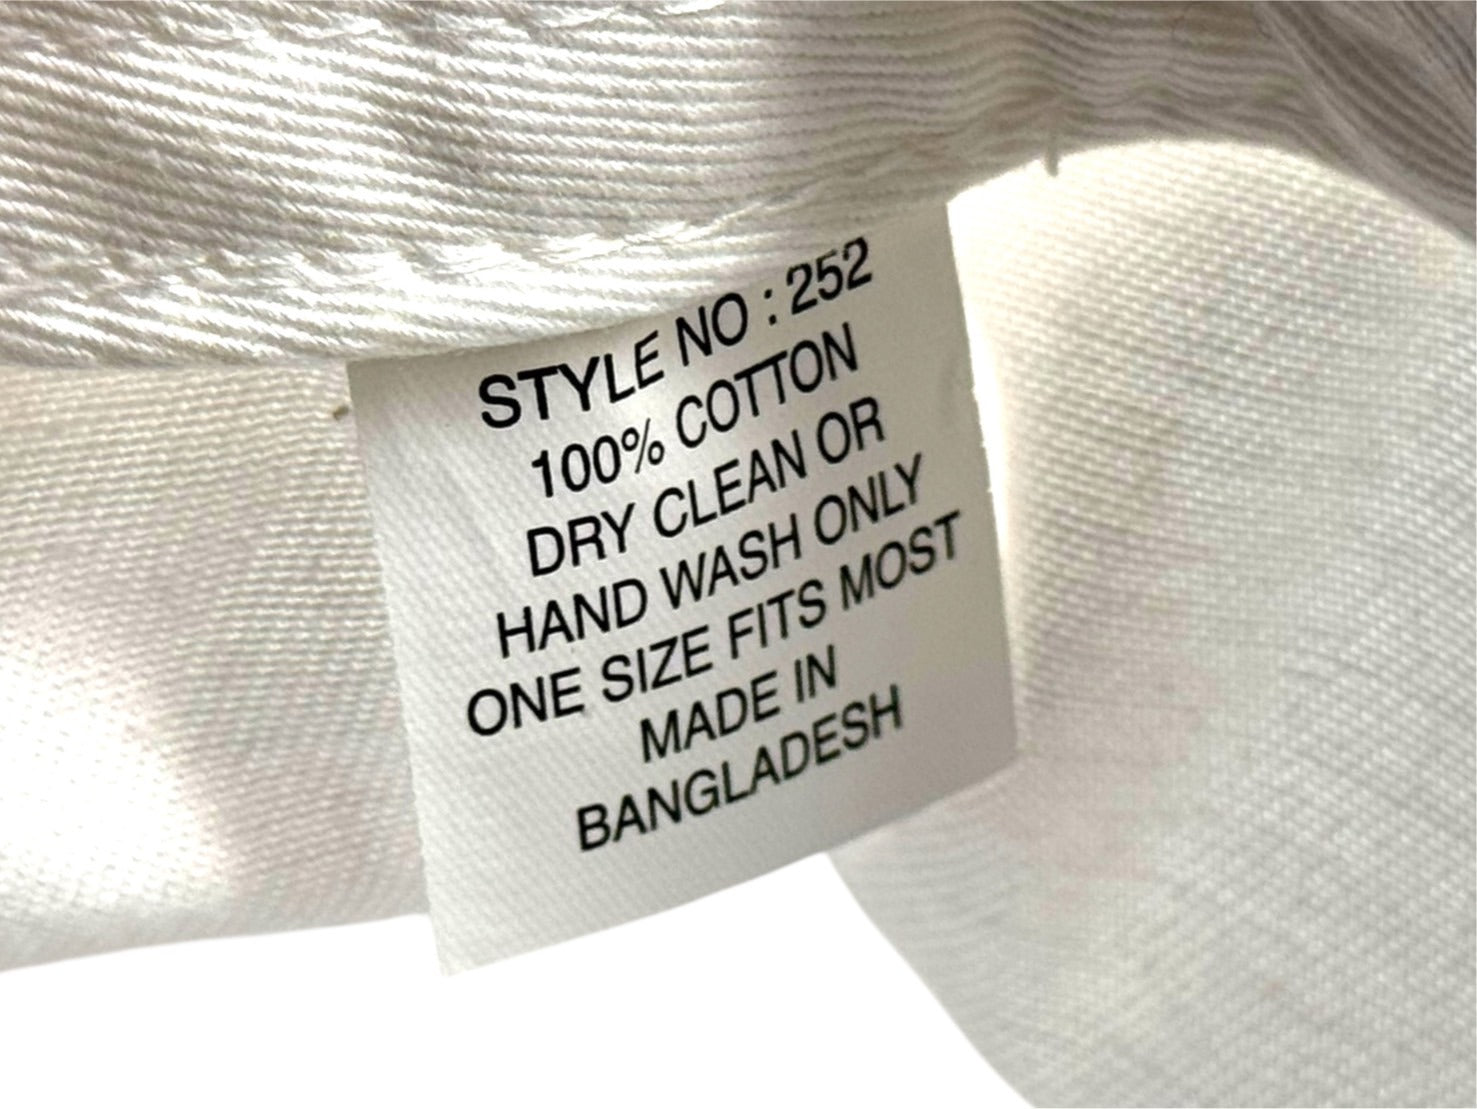 STYLE NO : 252
100% COTTON
DRY CLEAN OR
HAND WASH ONLY
ONE SIZE FITS MOST
MADE IN
BANGLADESH